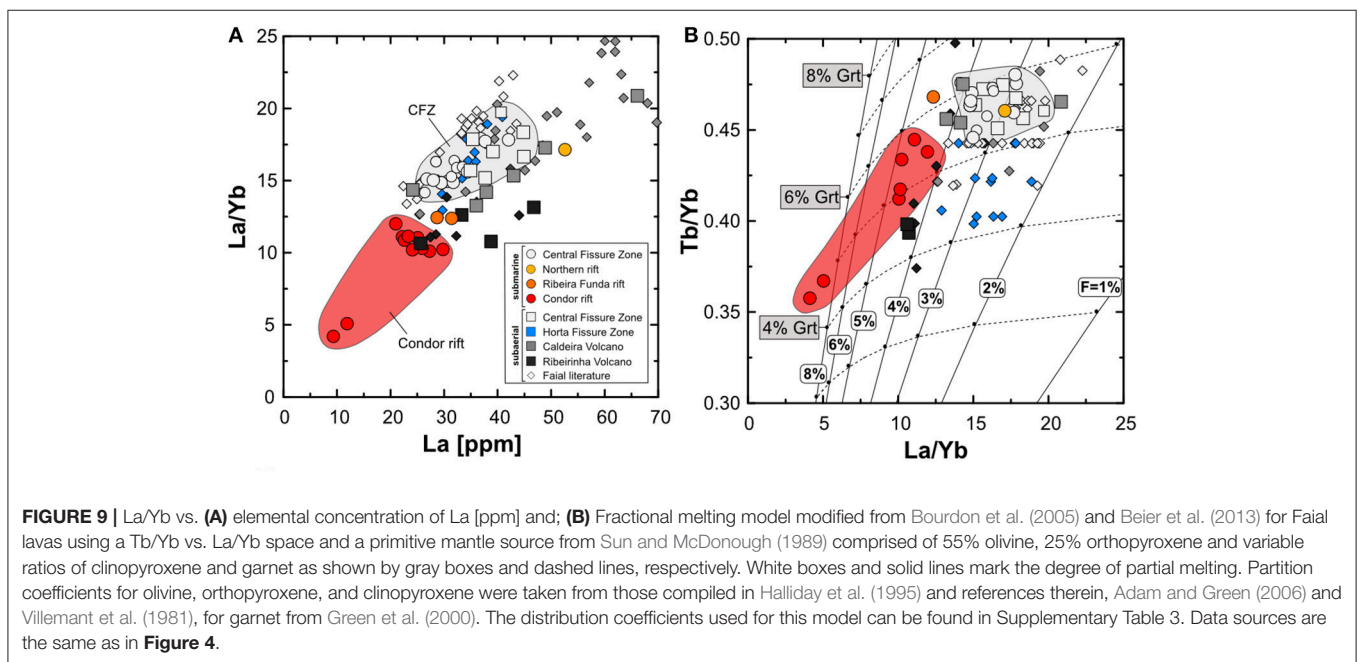 A
25
20
15
10
5
0
La/Yb
CFZ
Condor rift
submarine
Central Fissure Zone
Northern rift
Ribeira Funda rift
Condor rift
subaerial
Central Fissure Zone
Horta Fissure Zone
Caldeira Volcano
Ribeirinha Volcano
Faial literature
0 10 20 30 40 50 60 70
La [ppm]
B
0.50
0.45
0.40
0.35
0.30
Tb/Yb
8% Grt
6% Grt
4% Grt
8%
6%
5%
4%
3%
2%
F=1%
0 5 10 15 20 25
La/Yb
FIGURE 9 | La/Yb vs. (A) elemental concentration of La [ppm] and; (B) Fractional melting model modified from Bourdon et al. (2005) and Beier et al. (2013) for Faial
lavas using a Tb/Yb vs. La/Yb space and a primitive mantle source from Sun and McDonough (1989) comprised of 55% olivine, 25% orthopyroxene and variable
ratios of clinopyroxene and garnet as shown by gray boxes and dashed lines, respectively. White boxes and solid lines mark the degree of partial melting. Partition
coefficients for olivine, orthopyroxene, and clinopyroxene were taken from those compiled in Halliday et al. (1995) and references therein, Adam and Green (2006) and
Villemant et al. (1981), for garnet from Green et al. (2000). The distribution coefficients used for this model can be found in Supplementary Table 3. Data sources are
the same as in Figure 4.